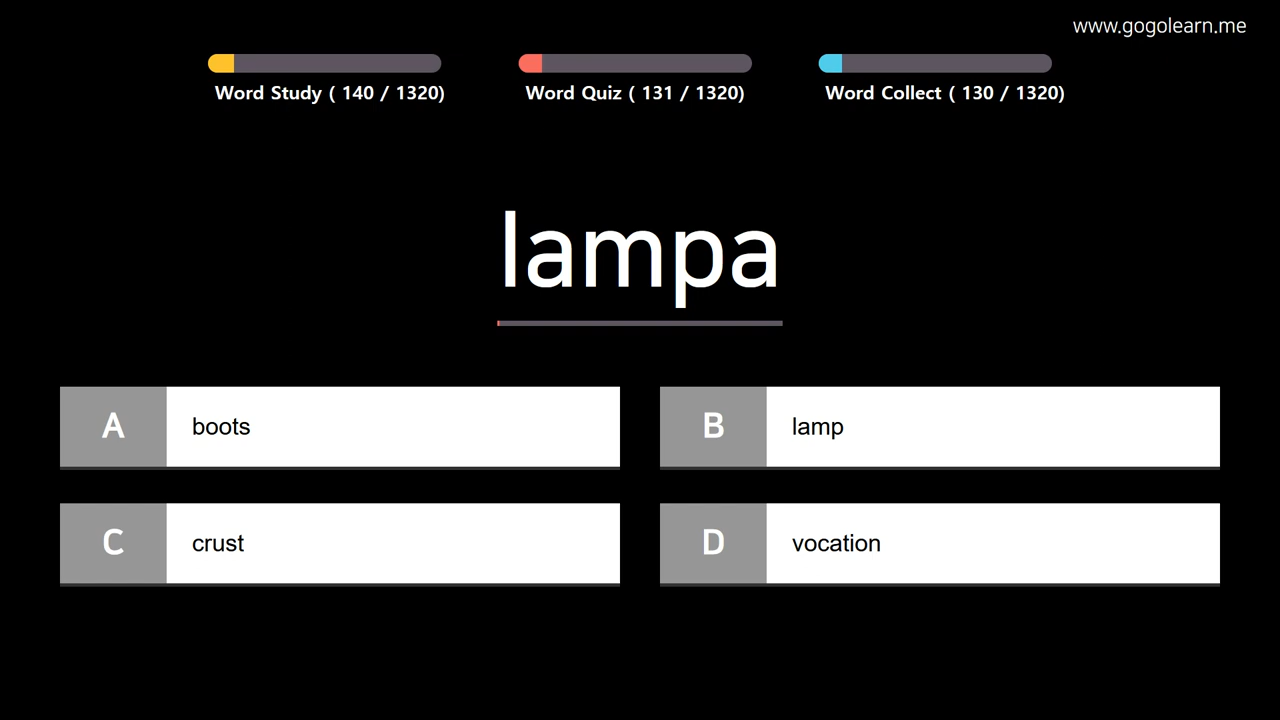 www.gogolearn.me
Word Study ( 140 / 1320)
Word Quiz ( 131 / 1320)
Word Collect ( 130 / 1320)
lampa
A boots
B lamp
C crust
D vocation